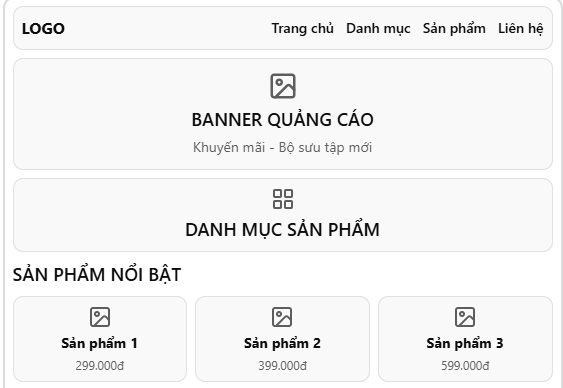 LOGO
Trang chủ Danh mục Sản phẩm Liên hệ
BANNER QUẢNG CÁO
Khuyến mãi - Bộ sưu tập mới
DANH MỤC SẢN PHẨM
SẢN PHẨM NỔI BẬT
Sản phẩm 1
299.000đ
Sản phẩm 2
399.000đ
Sản phẩm 3
599.000đ